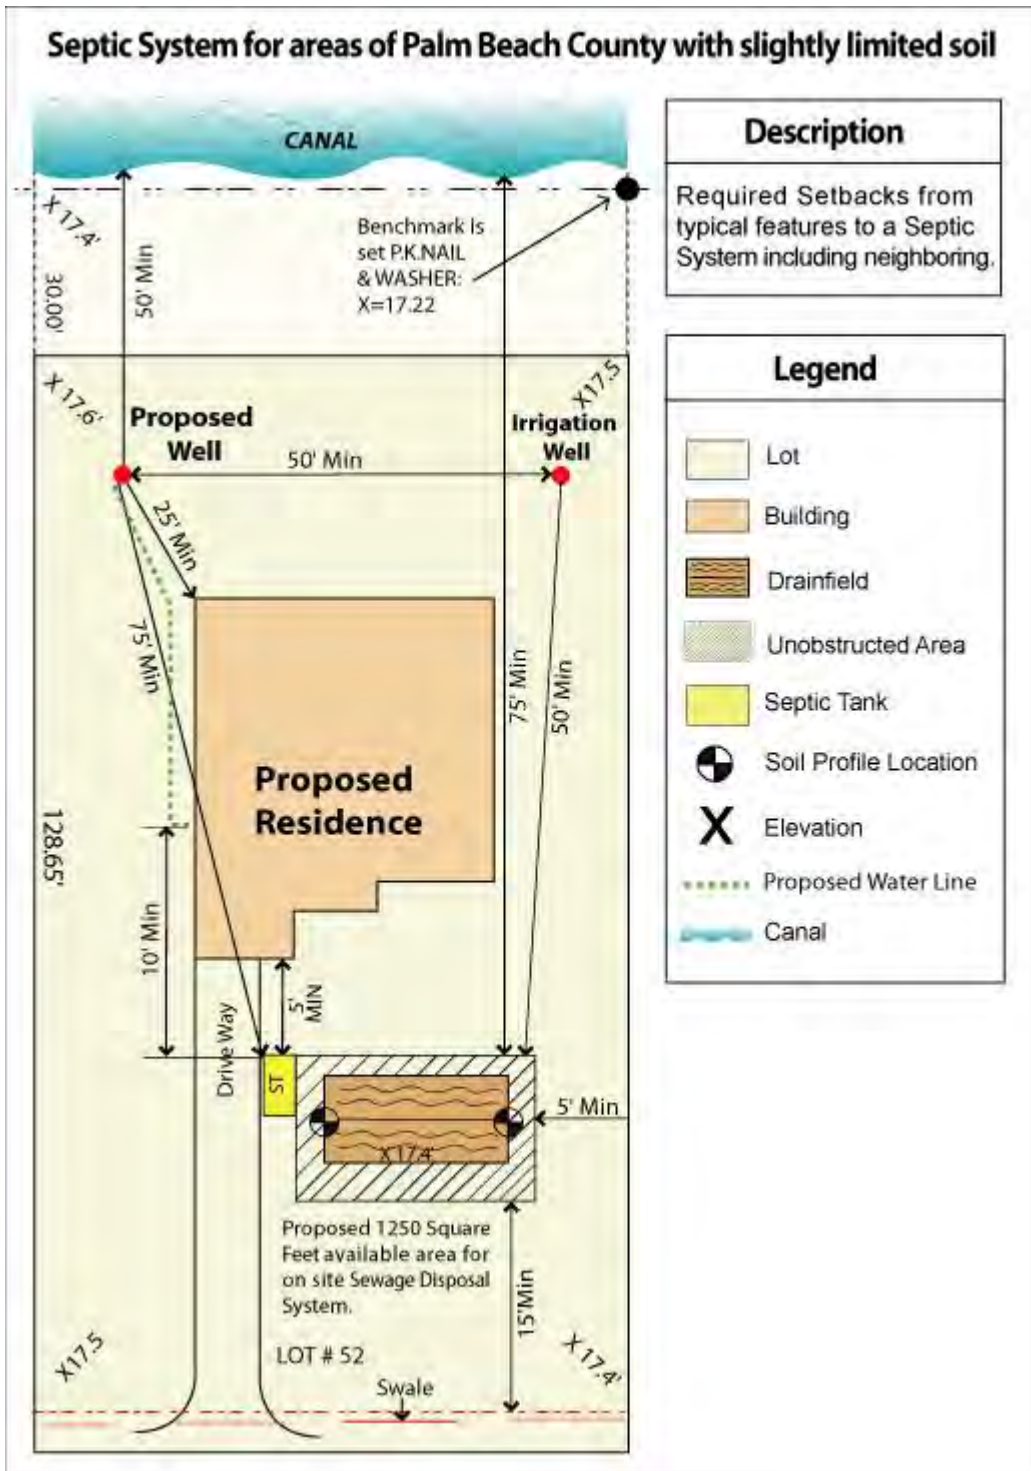 Septic System for areas of Palm Beach County with slightly limited soil
CANAL
Description
Required Setbacks from
typical features to a Septic
System including neighboring.
X 17.4'
30.00'
50' Min
Benchmark is
set P.K.NAIL
& WASHER:
X=17.22
Legend
Lot
Building
Drainfield
Unobstructed Area
Septic Tank
Soil Profile Location
X
Elevation
Proposed Water Line
Canal
X 17.6'
X17.5
Proposed
Well
50' Min
Irrigation
Well
25' Min
75' Min
75' Min
50' Min
Proposed
Residence
128.65'
10' Min
5'
MIN
Drive Way
ST
5' Min
X 17.4'
Proposed 1250 Square
Feet available area for
on site Sewage Disposal
System.
15'Min
LOT # 52
X17.5
X 17.4'
Swale